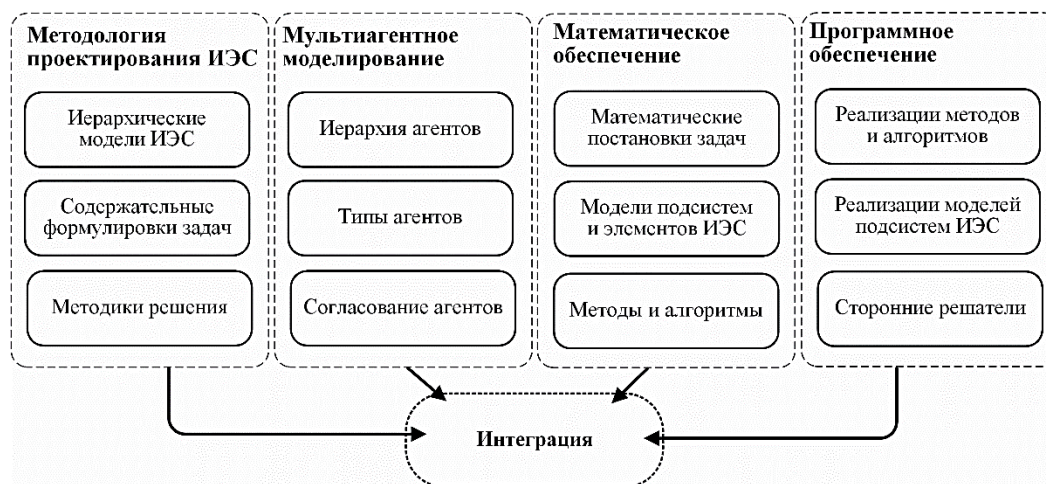 Методология
проектирования ИЭС
Иерархические
модели ИЭС
Содержательные
формулировки задач
Методики решения
Мультиагентное
моделирование
Иерархия агентов
Типы агентов
Согласование агентов
Математическое
обеспечение
Математические
постановки задач
Модели подсистем
и элементов ИЭС
Методы и алгоритмы
Программное
обеспечение
Реализации методов
и алгоритмов
Реализации моделей
подсистем ИЭС
Сторонние решатели
Интеграция